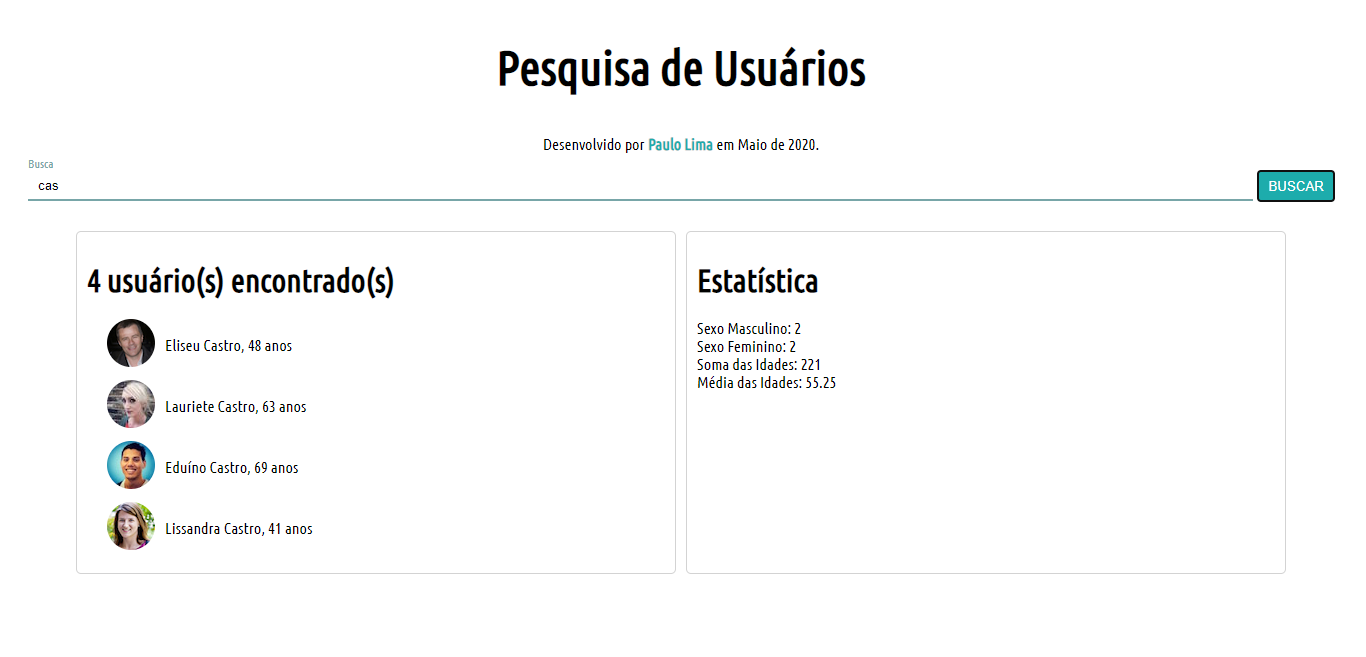 Pesquisa de Usuários
Desenvolvido por Paulo Lima em Maio de 2020.
Busca
cas
BUSCAR
4 usuário(s) encontrado(s)
Eliseu Castro, 48 anos
Lauriete Castro, 63 anos
Eduíno Castro, 69 anos
Lissandra Castro, 41 anos
Estatística
Sexo Masculino: 2
Sexo Feminino: 2
Soma das Idades: 221
Média das Idades: 55.25